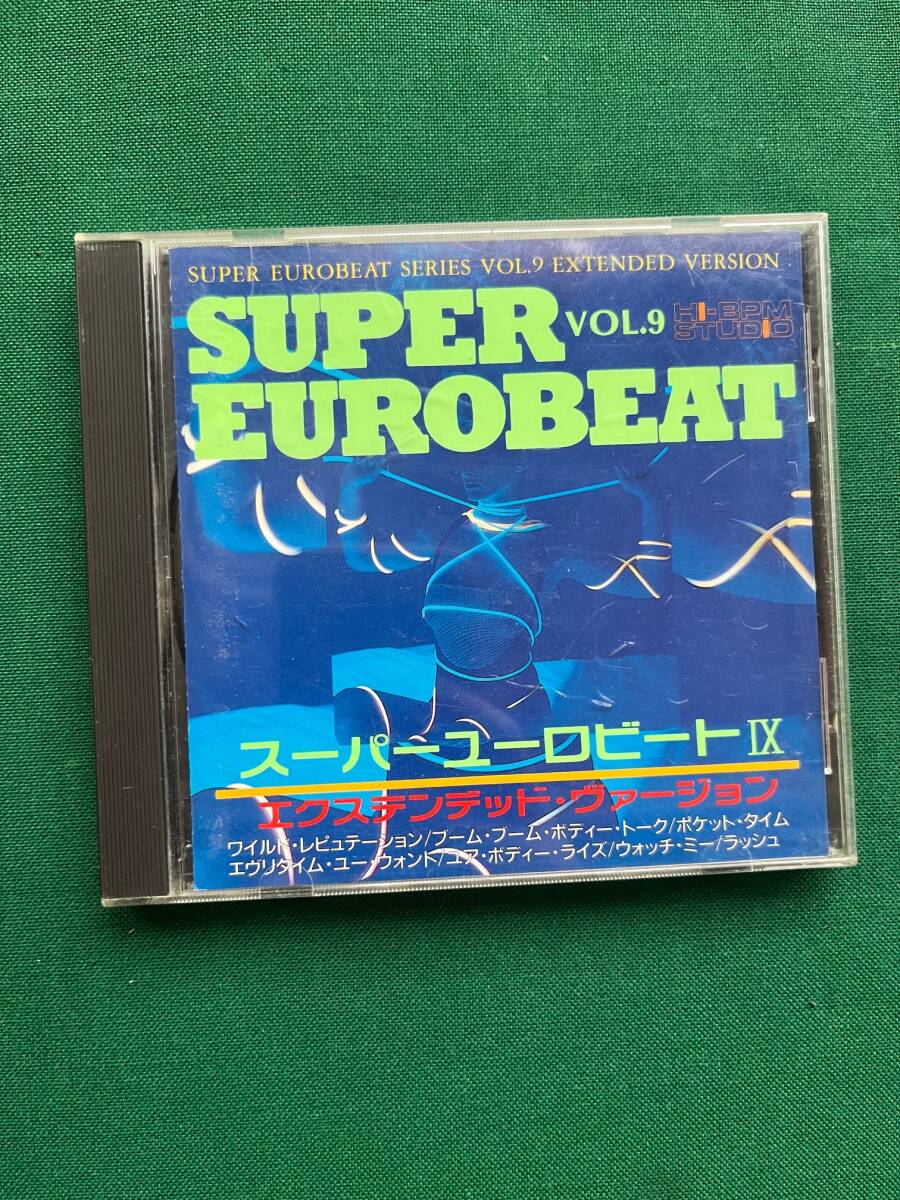 SUPER EUROBEAT SERIES VOL.9 EXTENDED VERSION
SUPER
VOL.9
HI-BPM
STUDIO
EUROBEAT
スーパーユーロビートIX
エクステンデッド・ヴァージョン
ワイルド・レピュテーション/ブーム・ブーム・ボディー・トーク/ポケット・タイム
エヴリタイム・ユー・ウォント/ユア・ボディー・ライズ/ウォッチ・ミー/ラッシュ